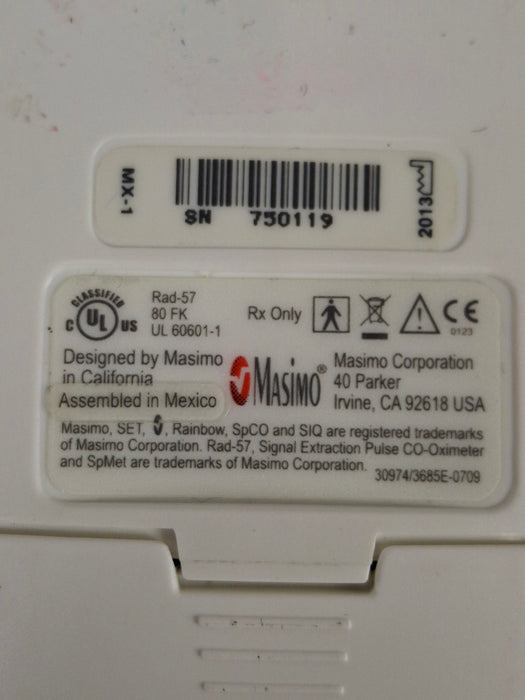 MX-1
SN 750119
2013
CLASSIFIED
C UL US
Rad-57
80 FK
UL 60601-1
Rx Only
CE
0123
Designed by Masimo
in California
Assembled in Mexico
MASIMO®
Masimo Corporation
40 Parker
Irvine, CA 92618 USA
Masimo, SET, , Rainbow, SpCO and SIQ are registered trademarks
of Masimo Corporation. Rad-57, Signal Extraction Pulse CO-Oximeter
and SpMet are trademarks of Masimo Corporation.
30974/3685E-0709